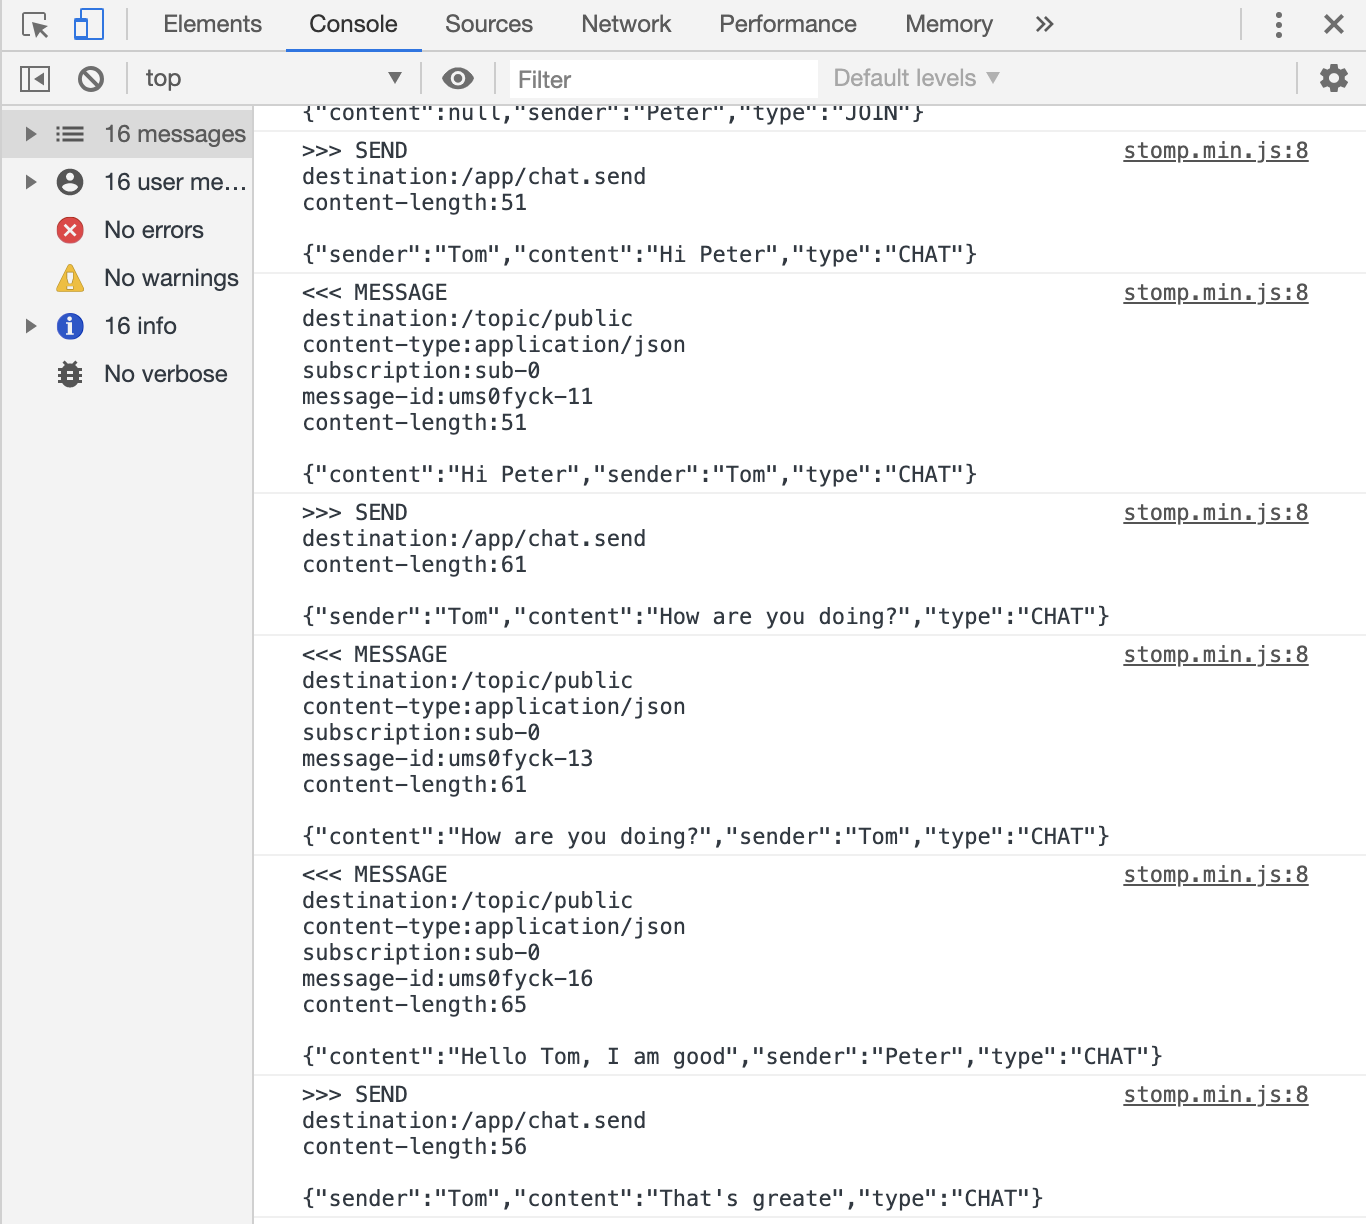 Elements Console Sources Network Performance Memory »
top Filter Default levels
16 messages
16 user me...
No errors
No warnings
16 info
No verbose
{"content":null,"sender":"Peter","type":"JOIN"}
>>> SEND stomp.min.js:8
destination:/app/chat.send
content-length:51
{"sender":"Tom","content":"Hi Peter","type":"CHAT"}
<<< MESSAGE stomp.min.js:8
destination:/topic/public
content-type:application/json
subscription:sub-0
message-id:ums0fyck-11
content-length:51
{"content":"Hi Peter","sender":"Tom","type":"CHAT"}
>>> SEND stomp.min.js:8
destination:/app/chat.send
content-length:61
{"sender":"Tom","content":"How are you doing?","type":"CHAT"}
<<< MESSAGE stomp.min.js:8
destination:/topic/public
content-type:application/json
subscription:sub-0
message-id:ums0fyck-13
content-length:61
{"content":"How are you doing?","sender":"Tom","type":"CHAT"}
<<< MESSAGE stomp.min.js:8
destination:/topic/public
content-type:application/json
subscription:sub-0
message-id:ums0fyck-16
content-length:65
{"content":"Hello Tom, I am good","sender":"Peter","type":"CHAT"}
>>> SEND stomp.min.js:8
destination:/app/chat.send
content-length:56
{"sender":"Tom","content":"That's greate","type":"CHAT"}